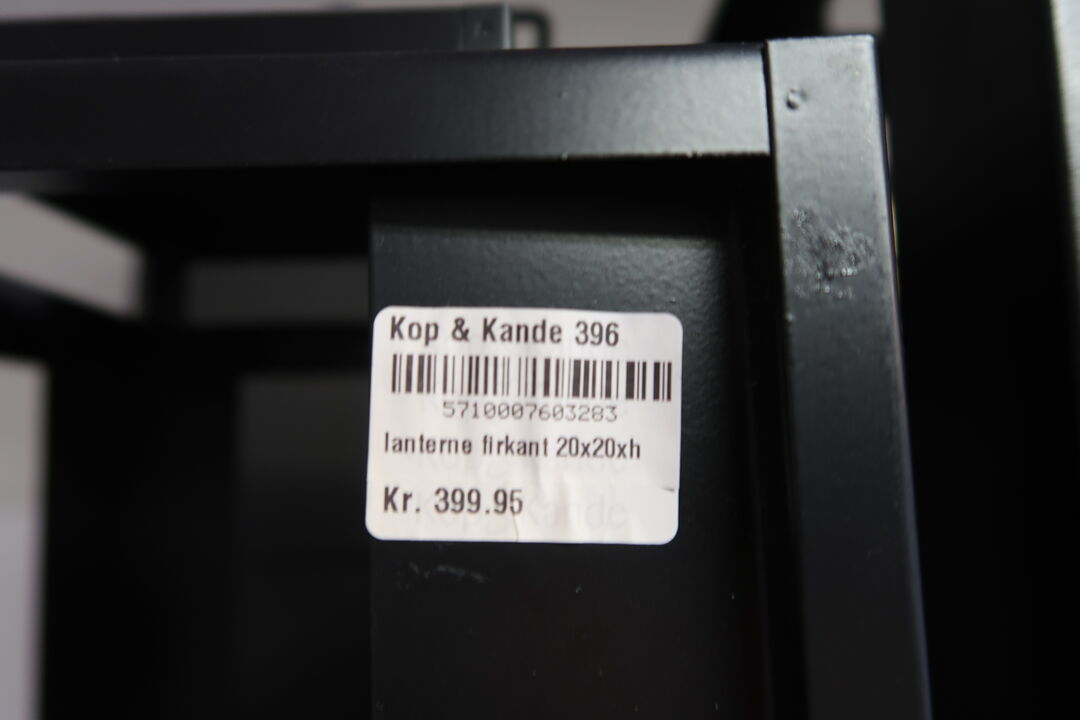 Kop & Kande 396
5710007603283
lanterne firkant 20x20xh
Kr. 399.95